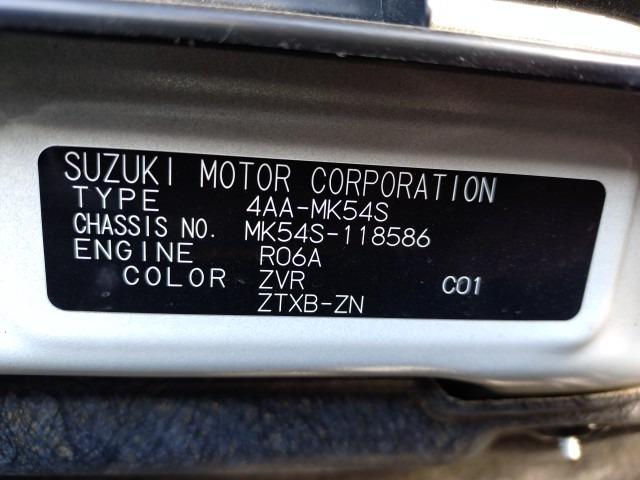 SUZUKI MOTOR CORPORATION
TYPE 4AA-MK54S
CHASSIS NO. MK54S-118586
ENGINE R06A
COLOR ZVR C01
ZTXB-ZN